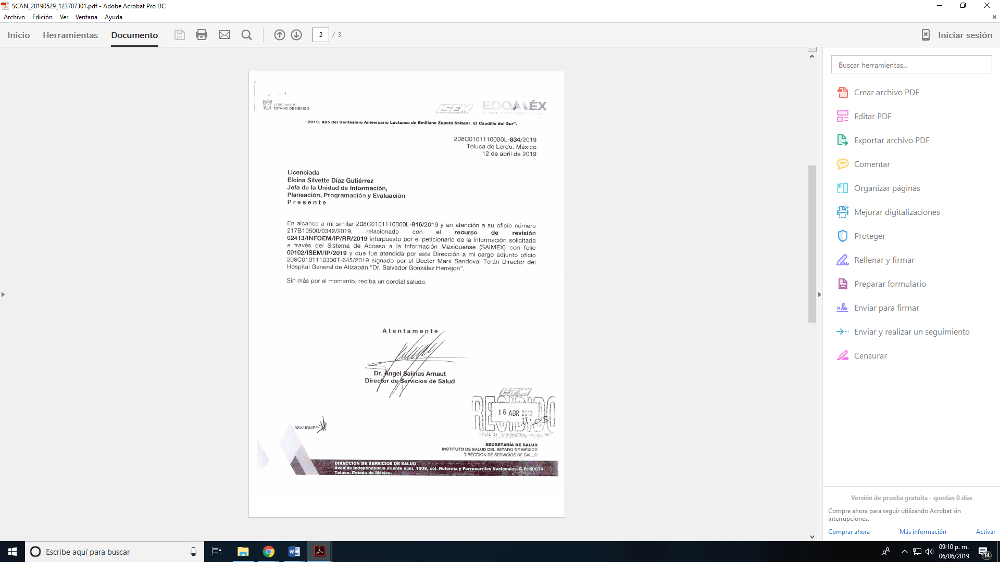 SCAN_20190529_123707301.pdf - Adobe Acrobat Pro DC
Archivo Edición Ver Ventana Ayuda
Inicio Herramientas Documento 2 / 3 Iniciar sesión
GOBIERNO DEL
ESTADO DE MÉXICO
ISEM EDOMÉX
"2019. Año del Centésimo Aniversario Luctuoso de Emiliano Zapata Salazar. El Caudillo del Sur".
208C0101110000L-834/2019
Toluca de Lerdo, México
12 de abril de 2019
Licenciada
Eloina Silvette Díaz Gutiérrez
Jefa de la Unidad de Información,
Planeación, Programación y Evaluación
P r e s e n t e
En alcance a mi similar 208C0101110000L-816/2019 y en atención a su oficio número
217B10500/0342/2019, relacionado con el recurso de revisión
02413/INFOEM/IP/RR/2019 interpuesto por el peticionario de la información solicitada
a través del Sistema de Acceso a la Información Mexiquense (SAIMEX) con folio
00102/ISEM/IP/2019 y que fue atendida por esta Dirección a mi cargo adjunto oficio
208C0101110300T-645/2019 signado por el Doctor Marx Sandoval Terán Director del
Hospital General de Atizapán "Dr. Salvador González Herrejon".
Sin más por el momento, reciba un cordial saludo.
A t e n t a m e n t e
Dr. Ángel Salinas Arnaut
Director de Servicios de Salud
ISEM
RECIBIDO
16 ABR 2019
11:05
ASA/JGMP/
SECRETARÍA DE SALUD
INSTITUTO DE SALUD DEL ESTADO DE MÉXICO
DIRECCIÓN DE SERVICIOS DE SALUD
DIRECCION DE SERVICIOS DE SALUD
Avenida Independencia oriente núm. 1009, col. Reforma y Ferrocarriles Nacionales, C.P. 50070,
Toluca, Estado de México.
Buscar herramientas...
Crear archivo PDF
Editar PDF
Exportar archivo PDF
Comentar
Organizar páginas
Mejorar digitalizaciones
Proteger
Rellenar y firmar
Preparar formulario
Enviar para firmar
Enviar y realizar un seguimiento
Censurar
Versión de prueba gratuita - quedan 0 días
Compre ahora para seguir utilizando Acrobat sin
interrupciones.
Comprar ahora Más información Activar
Escribe aquí para buscar
09:10 p. m.
06/06/2019
14